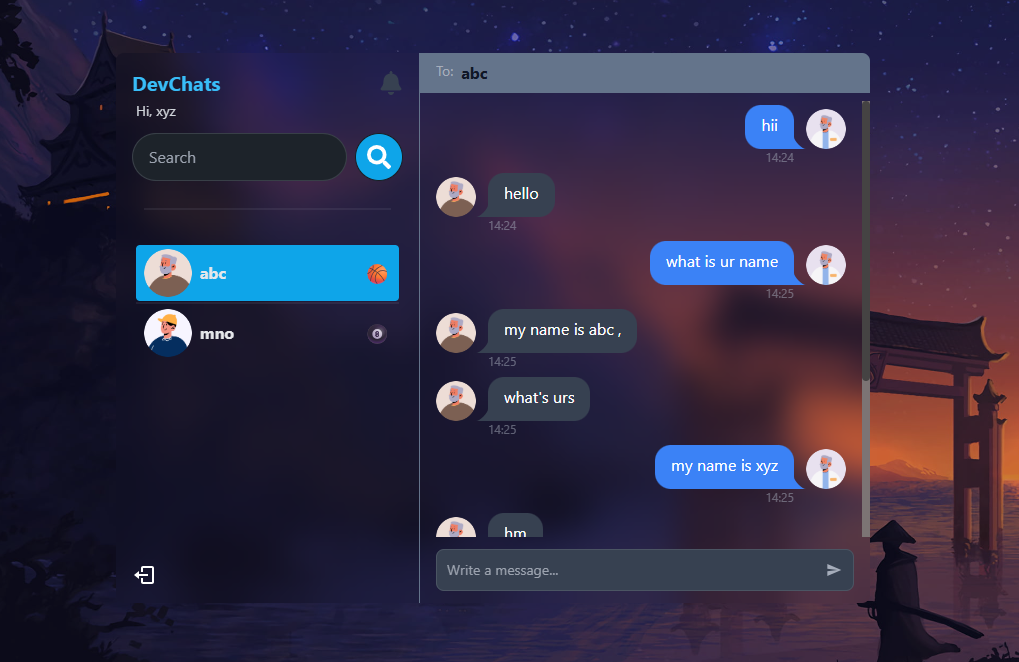 DevChats
Hi, xyz
Search
abc
mno
8
To: abc
hii
14:24
hello
14:24
what is ur name
14:25
my name is abc ,
14:25
what's urs
14:25
my name is xyz
14:25
hm
Write a message...